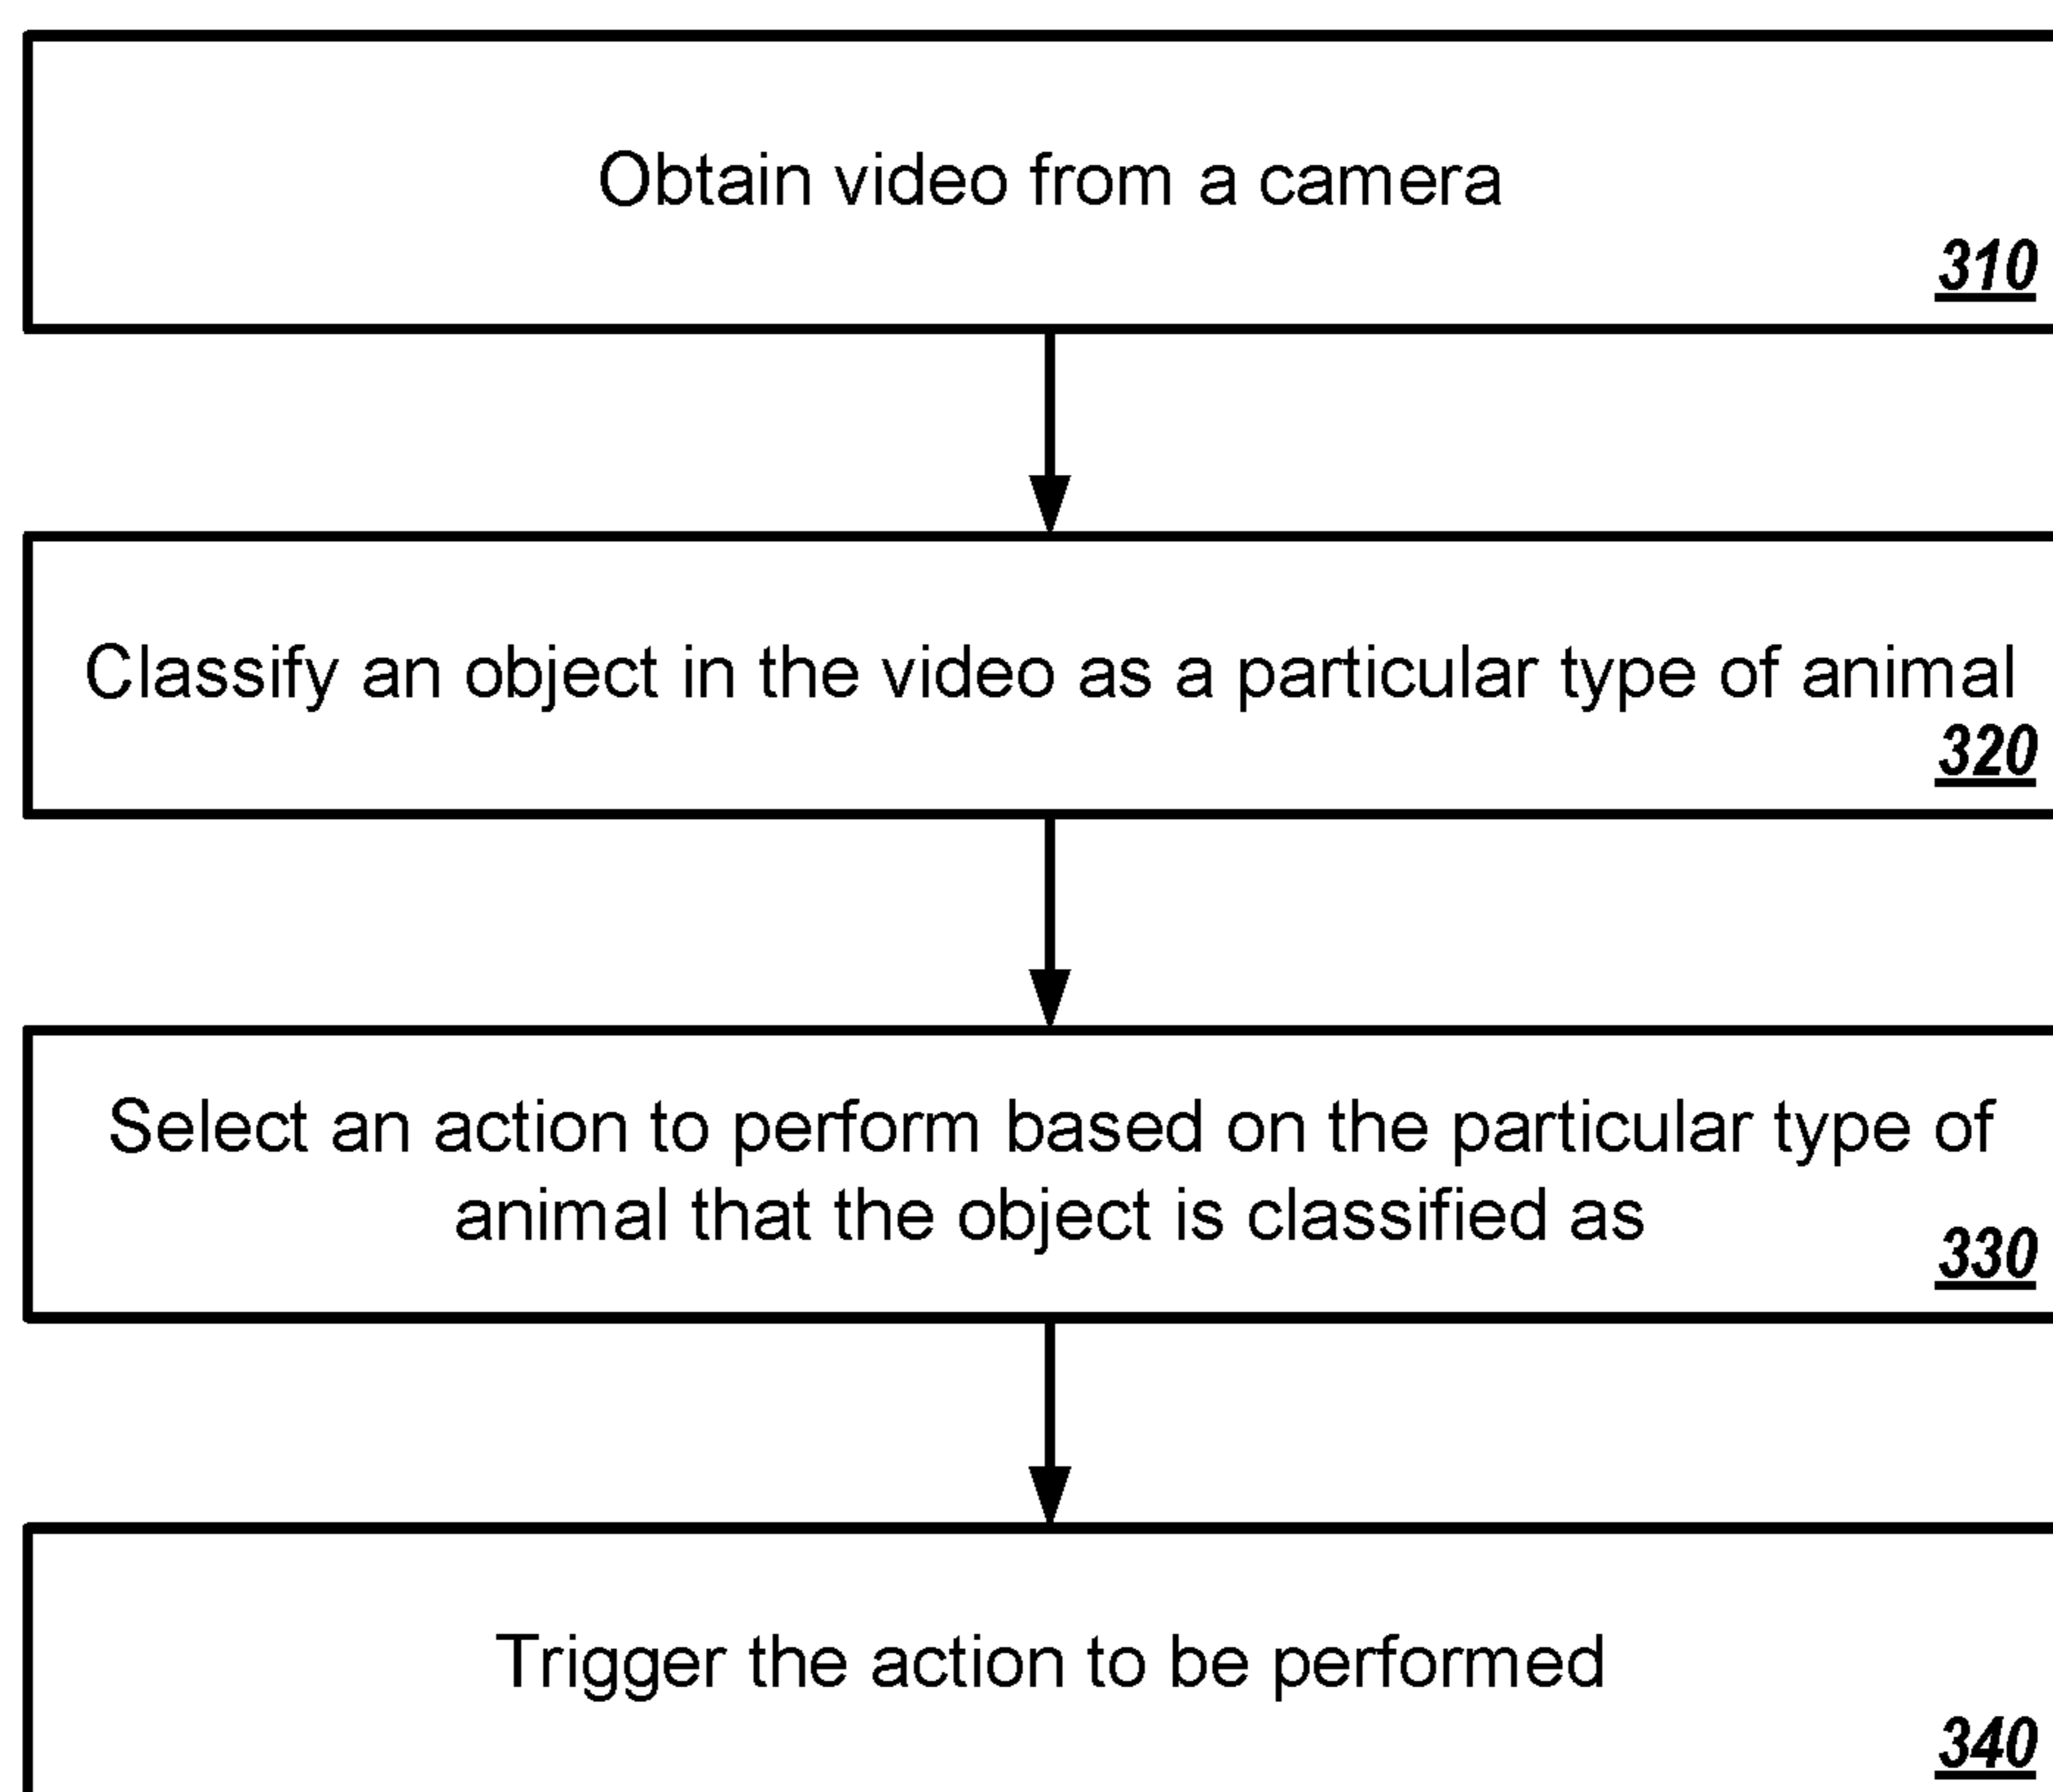 Obtain video from a camera
310
Classify an object in the video as a particular type of animal
320
Select an action to perform based on the particular type of
animal that the object is classified as
330
Trigger the action to be performed
340